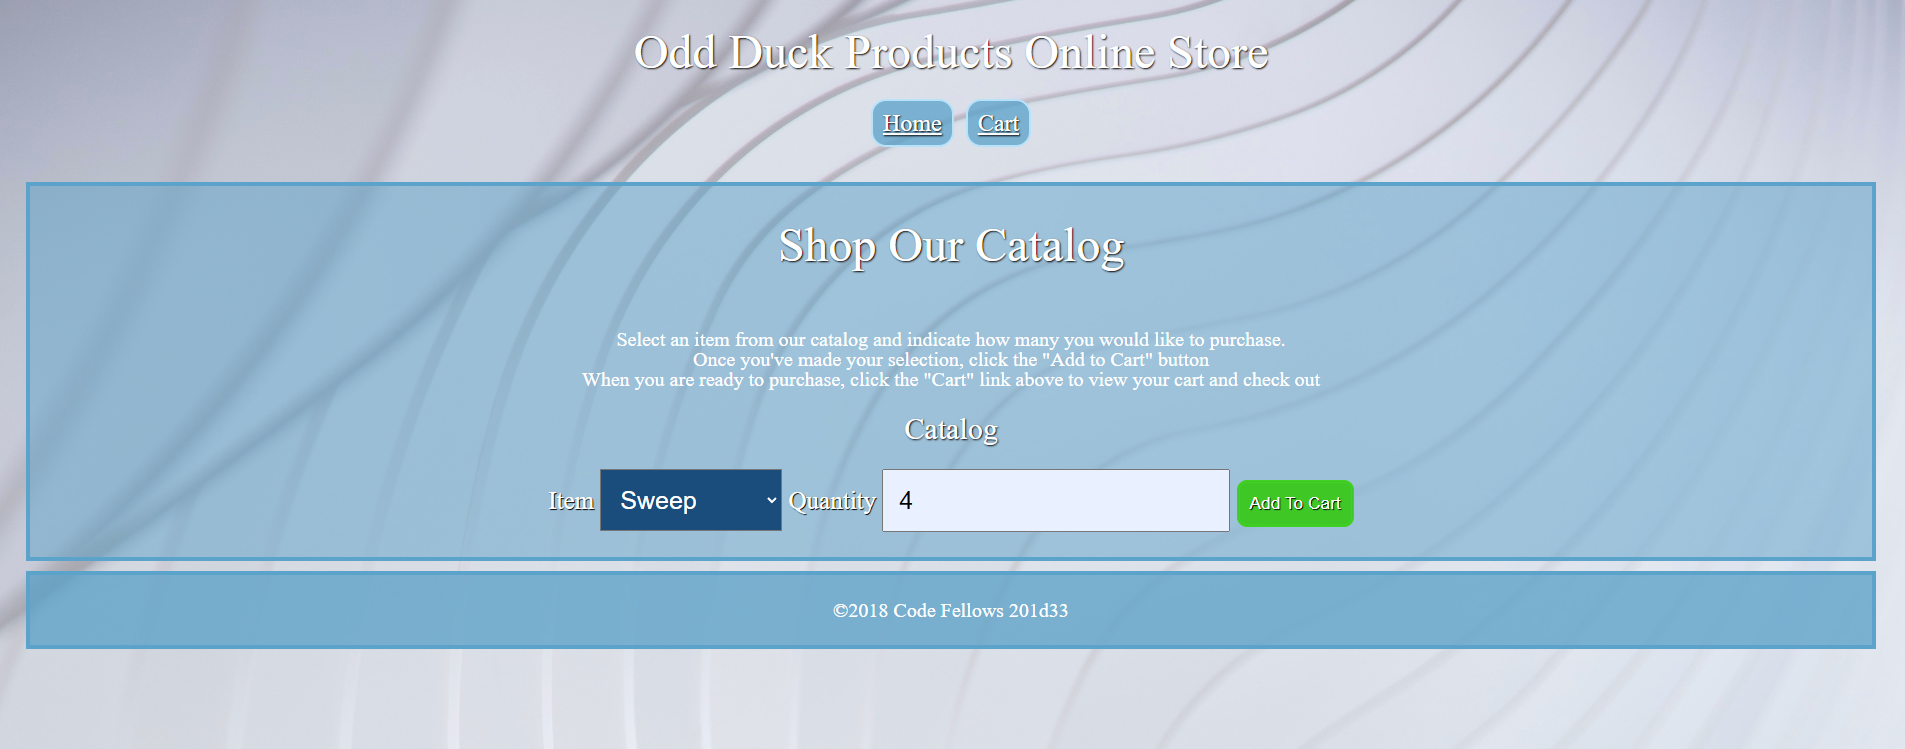 Odd Duck Products Online Store
Home Cart
Shop Our Catalog
Select an item from our catalog and indicate how many you would like to purchase.
Once you've made your selection, click the "Add to Cart" button
When you are ready to purchase, click the "Cart" link above to view your cart and check out
Catalog
Item Sweep Quantity 4 Add To Cart
©2018 Code Fellows 201d33